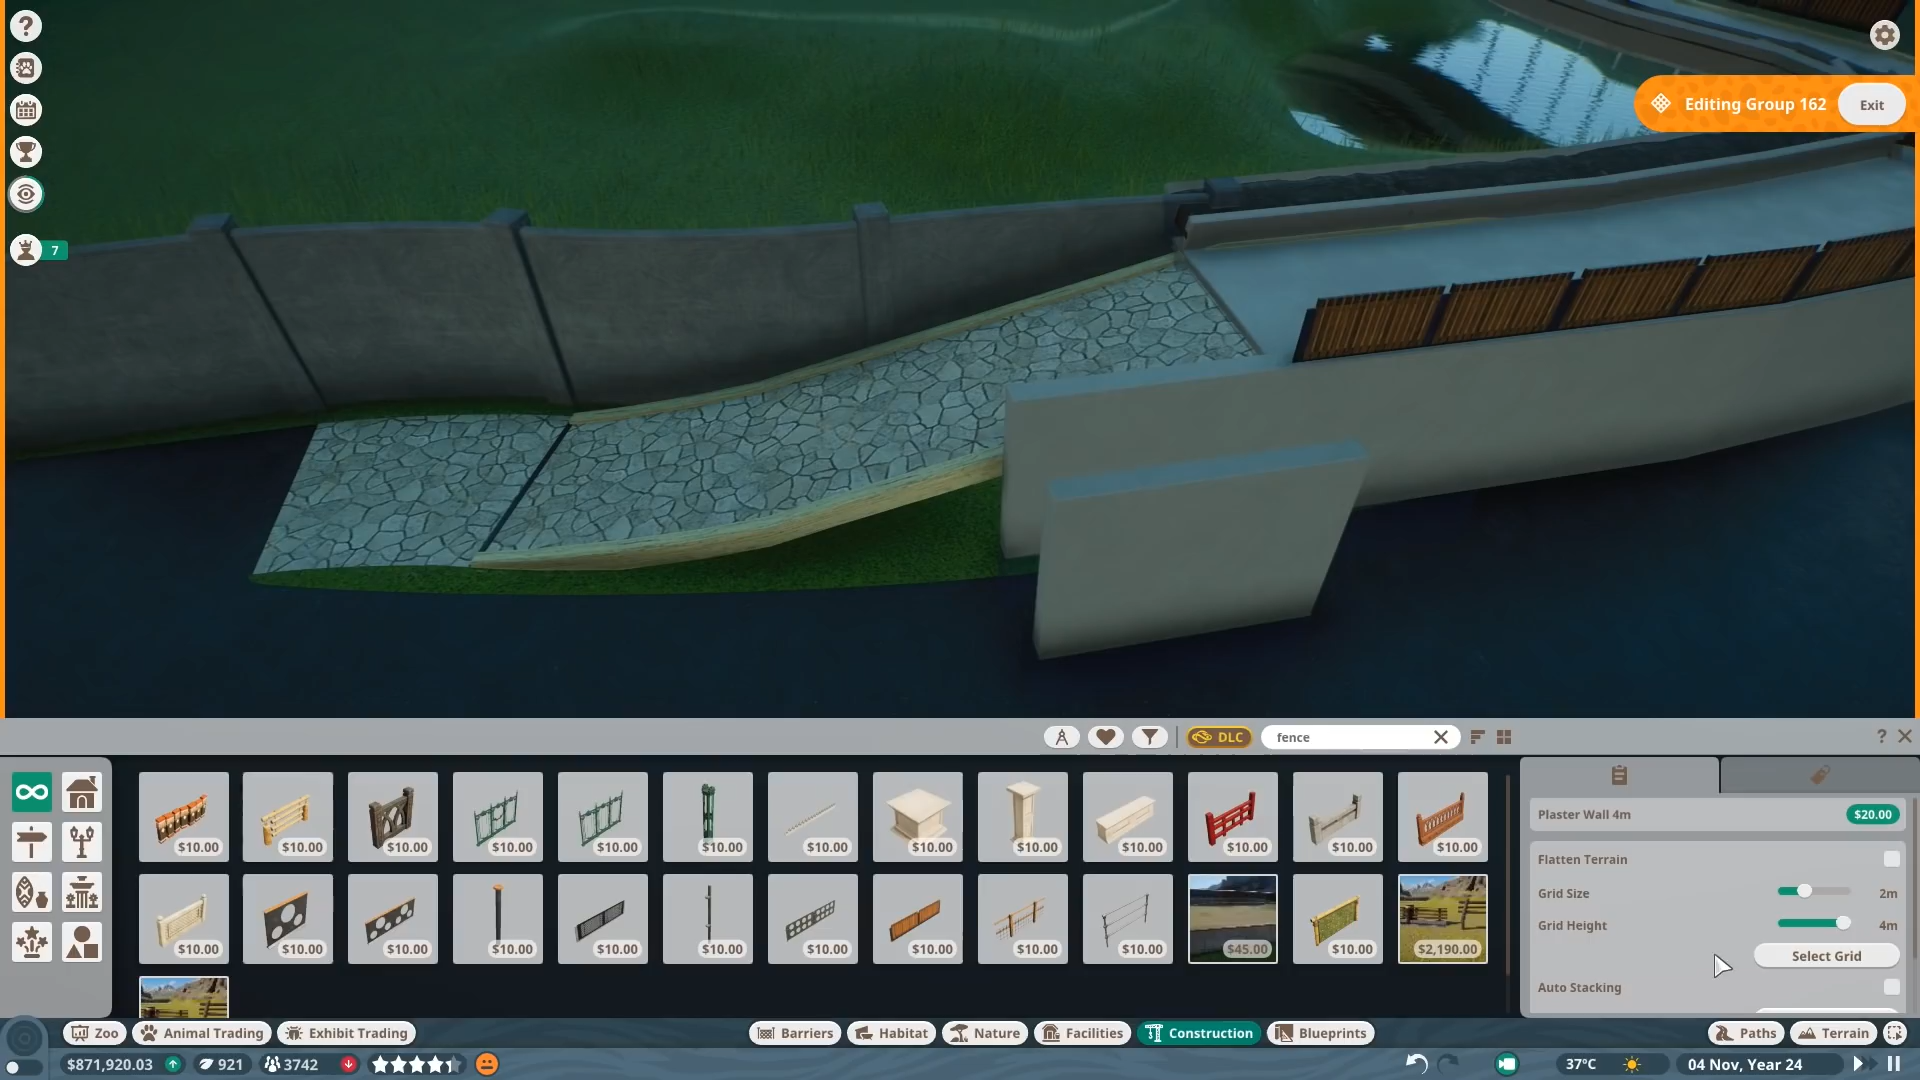 ?
Editing Group 162 Exit
7
DLC fence ?
$10.00 $10.00 $10.00 $10.00 $10.00 $10.00 $10.00 $10.00 $10.00 $10.00 $10.00 $10.00 $10.00
Plaster Wall 4m $20.00
Flatten Terrain
Grid Size 2m
$10.00 $10.00 $10.00 $10.00 $10.00 $10.00 $10.00 $10.00 $10.00 $10.00 $45.00 $10.00 $2,190.00
Grid Height 4m
Select Grid
Auto Stacking
Zoo Animal Trading Exhibit Trading Barriers Habitat Nature Facilities Construction Blueprints Paths Terrain
$871,920.03 921 3742 37°C 04 Nov, Year 24